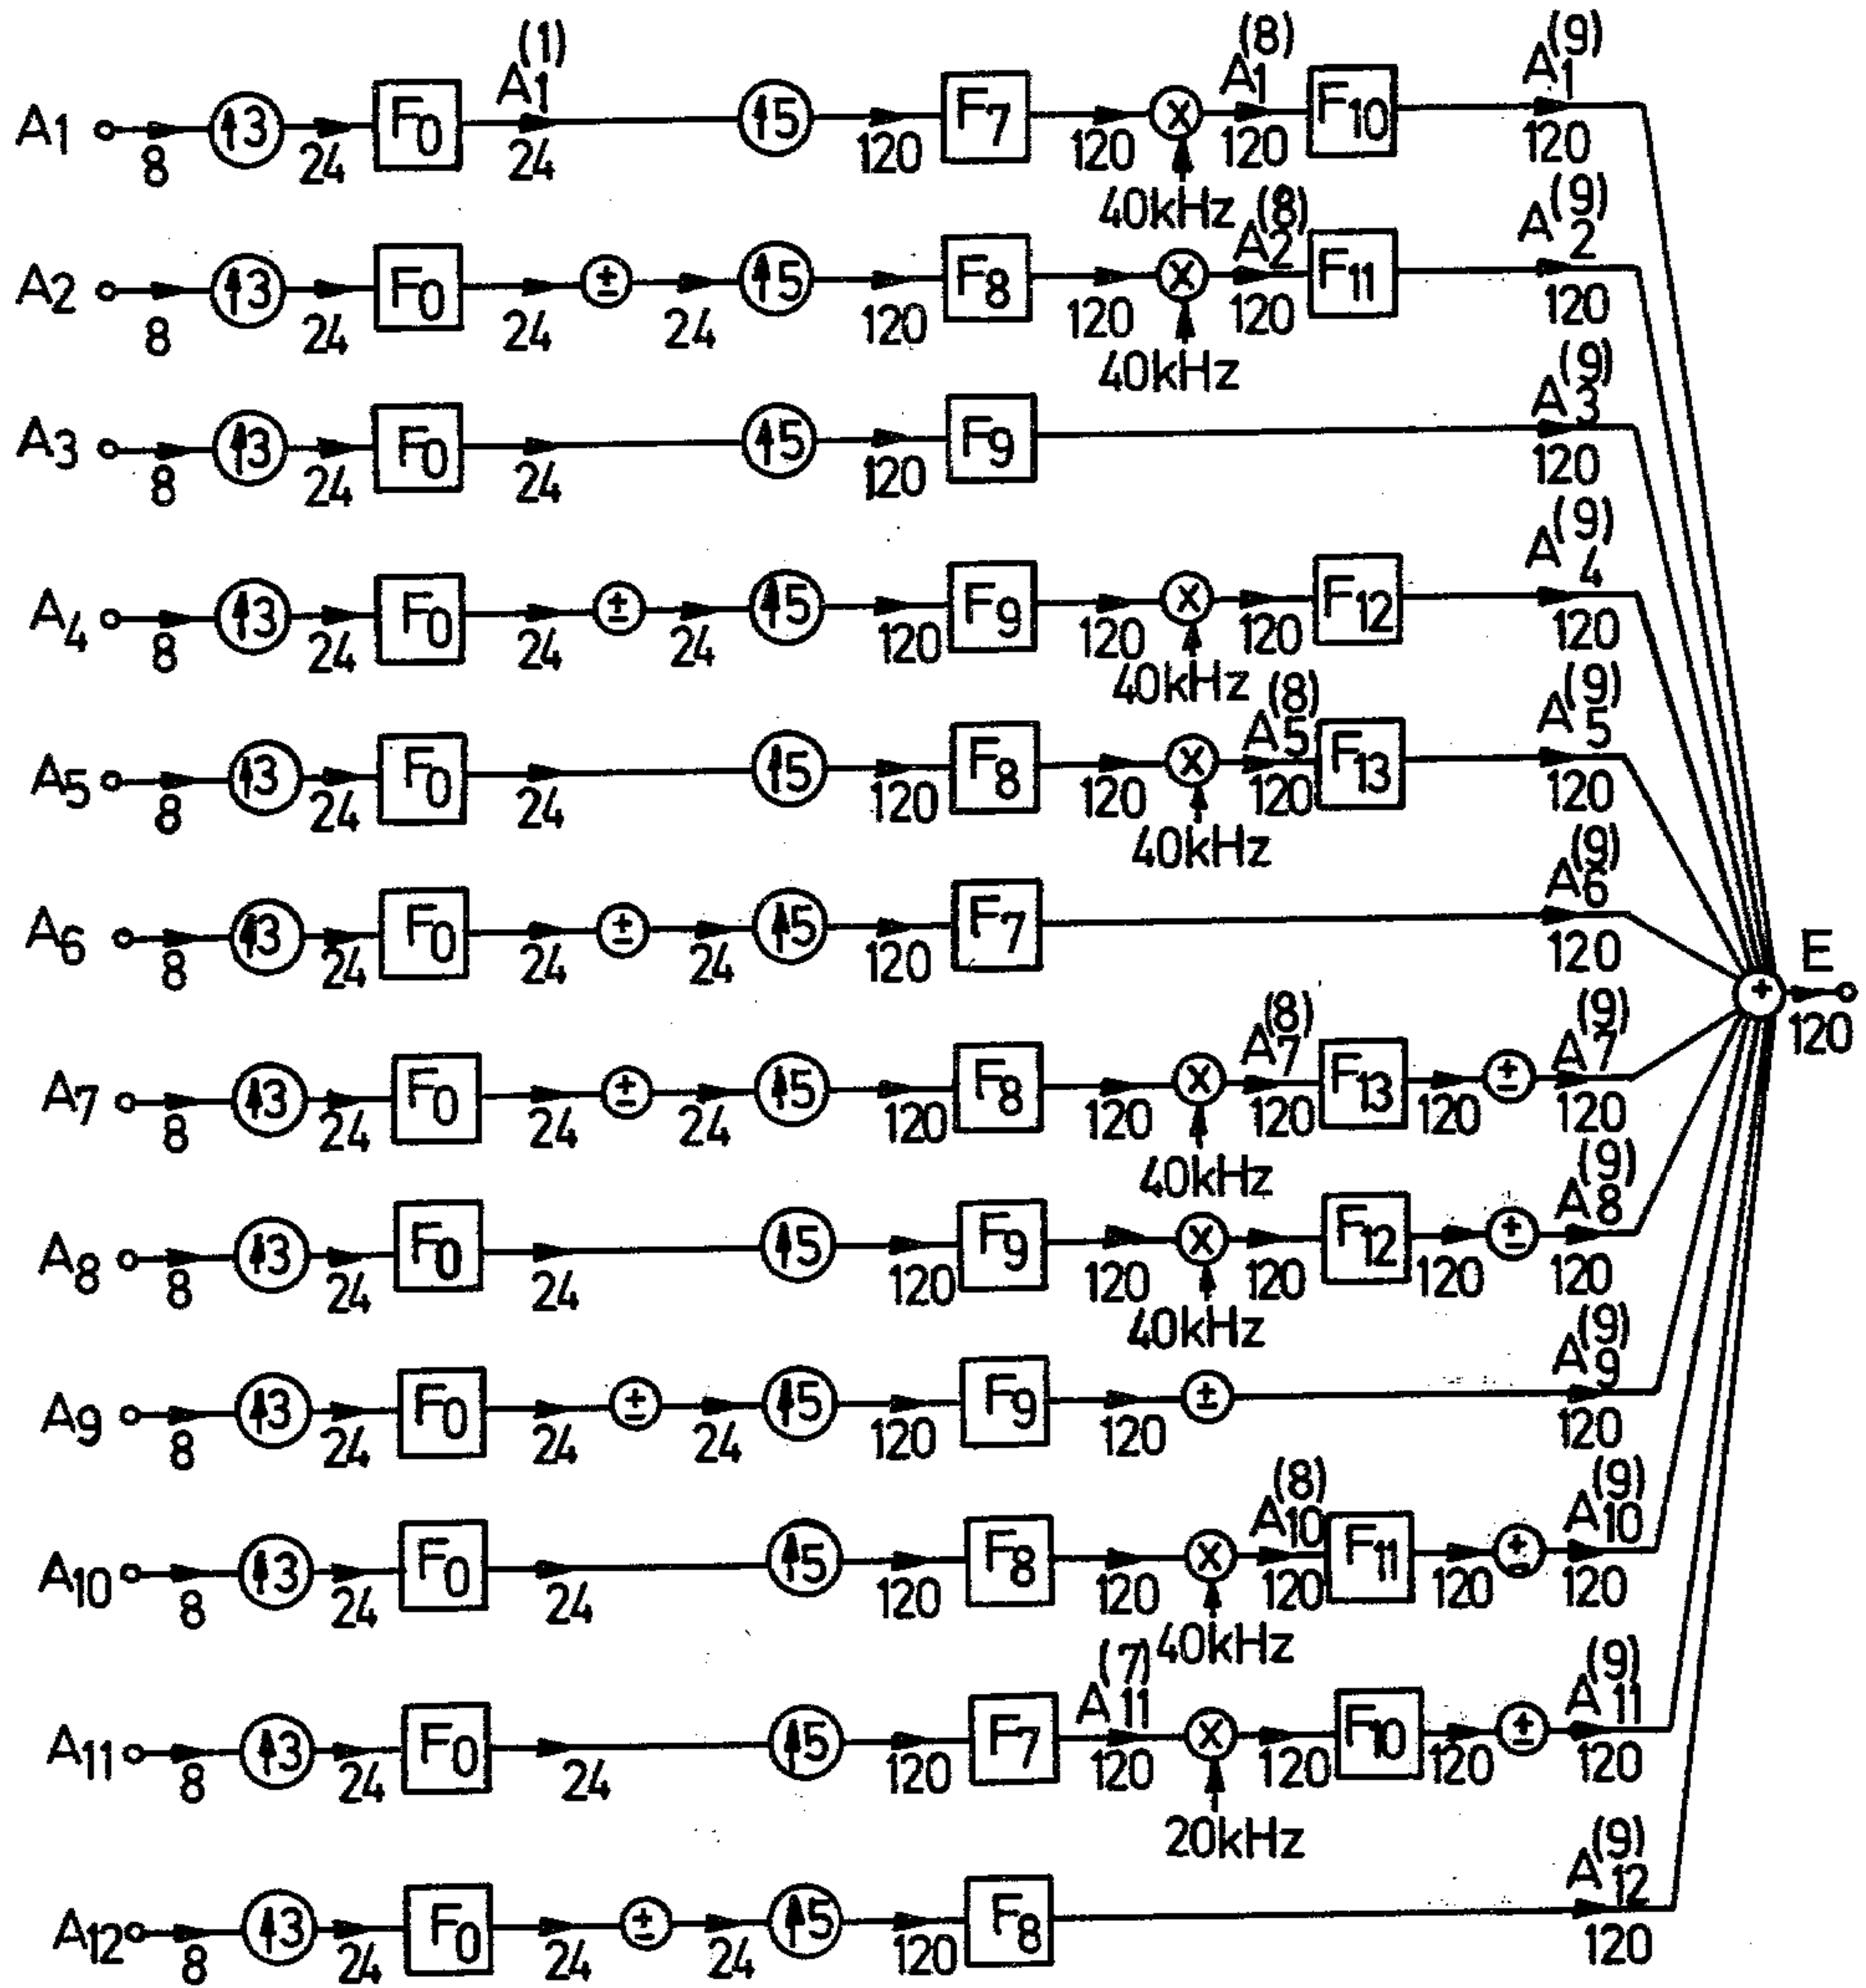 A1 8 ↑3 24 F0 A1(1) 24 ↑5 120 F7 120 × 40kHz A1(8) 120 F10 A1(9) 120
A2 8 ↑3 24 F0 24 ± 24 ↑5 120 F8 120 × 40kHz A2(8) 120 F11 A2(9) 120
A3 8 ↑3 24 F0 24 ↑5 120 F9 A3(9) 120
A4 8 ↑3 24 F0 24 ± 24 ↑5 120 F9 120 × 40kHz 120 F12 A4(9) 120
A5 8 ↑3 24 F0 24 ↑5 120 F8 120 × 40kHz A5(8) 120 F13 A5(9) 120
A6 8 ↑3 24 F0 24 ± 24 ↑5 120 F7 A6(9) 120
+ E 120
A7 8 ↑3 24 F0 24 ± 24 ↑5 120 F8 120 × 40kHz A7(8) 120 F13 120 ± A7(9) 120
A8 8 ↑3 24 F0 24 ↑5 120 F9 120 × 40kHz 120 F12 120 ± A8(9) 120
A9 8 ↑3 24 F0 24 ± 24 ↑5 120 F9 120 ± A9(9) 120
A10 8 ↑3 24 F0 24 ↑5 120 F8 120 × 40kHz A10(8) 120 F11 120 ± A10(9) 120
A11 8 ↑3 24 F0 24 ↑5 120 F7 A11(7) 120 × 20kHz 120 F10 120 ± A11(9) 120
A12 8 ↑3 24 F0 24 ± 24 ↑5 120 F8 A12(9) 120